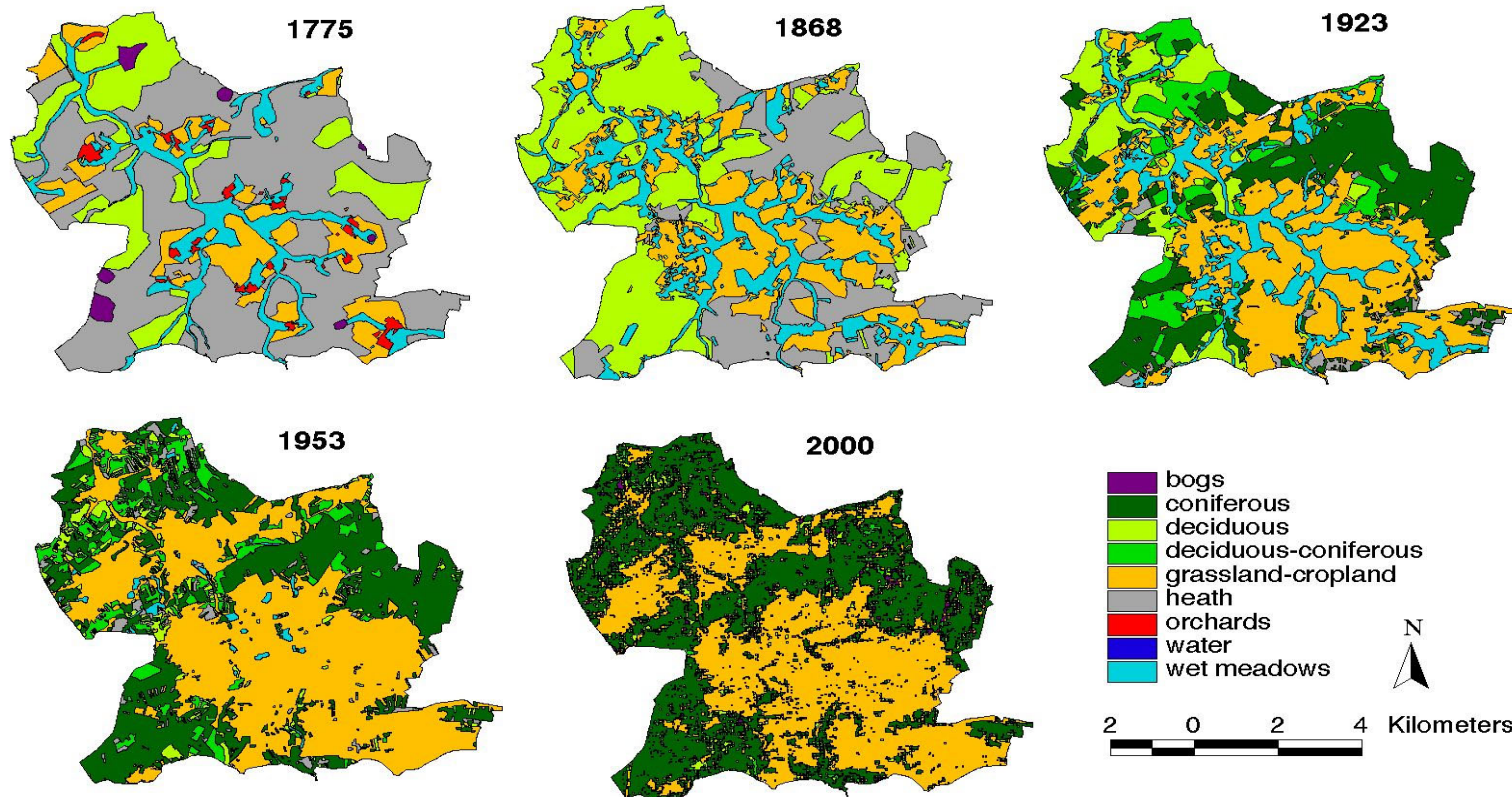 1775
1868
1923
1953
2000
bogs
coniferous
deciduous
deciduous-coniferous
grassland-cropland
heath
orchards
water
wet meadows
N
2 0 2 4 Kilometers